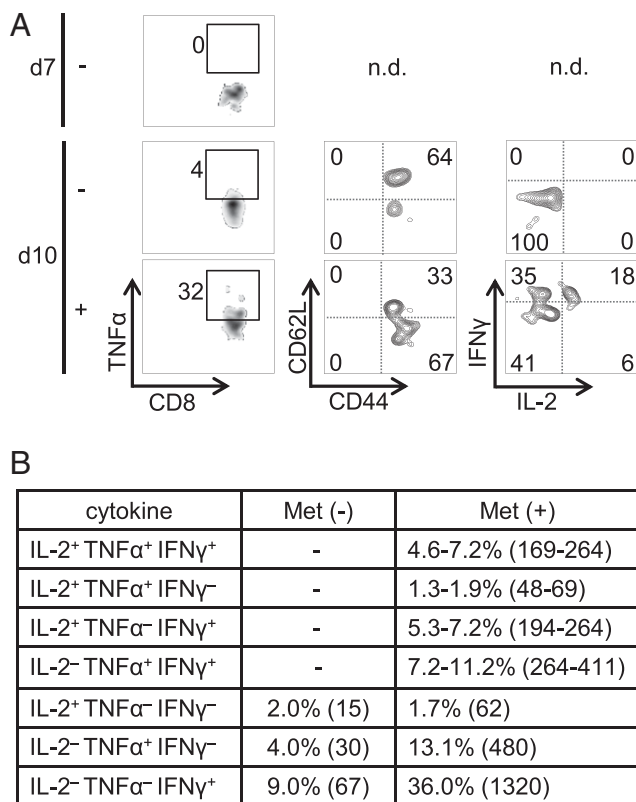 A
d7 - 0 n.d. n.d.
d10
- 4 0 64 0 0
0 100 0
+ 32 0 33 35 18
0 67 41 6
TNFα CD62L IFNγ
CD8 CD44 IL-2
B
cytokine Met (-) Met (+)
IL-2⁺ TNFα⁺ IFNγ⁺ - 4.6-7.2% (169-264)
IL-2⁺ TNFα⁺ IFNγ⁻ - 1.3-1.9% (48-69)
IL-2⁺ TNFα⁻ IFNγ⁺ - 5.3-7.2% (194-264)
IL-2⁻ TNFα⁺ IFNγ⁺ - 7.2-11.2% (264-411)
IL-2⁺ TNFα⁻ IFNγ⁻ 2.0% (15) 1.7% (62)
IL-2⁻ TNFα⁺ IFNγ⁻ 4.0% (30) 13.1% (480)
IL-2⁻ TNFα⁻ IFNγ⁺ 9.0% (67) 36.0% (1320)